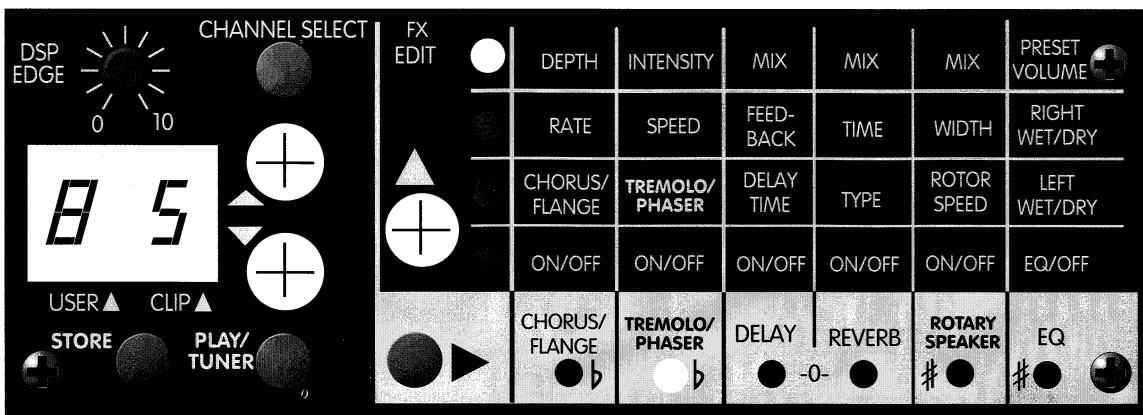 DSP
EDGE
0 10
CHANNEL SELECT
8 5
USER CLIP
STORE
PLAY/
TUNER
0
FX
EDIT
DEPTH INTENSITY MIX MIX MIX PRESET
VOLUME
RATE SPEED FEED-
BACK TIME WIDTH RIGHT
WET/DRY
CHORUS/
FLANGE TREMOLO/
PHASER DELAY
TIME TYPE ROTOR
SPEED LEFT
WET/DRY
ON/OFF ON/OFF ON/OFF ON/OFF ON/OFF EQ/OFF
CHORUS/
FLANGE TREMOLO/
PHASER DELAY REVERB ROTARY
SPEAKER EQ
♭ ♭ -0- ♯ ♯